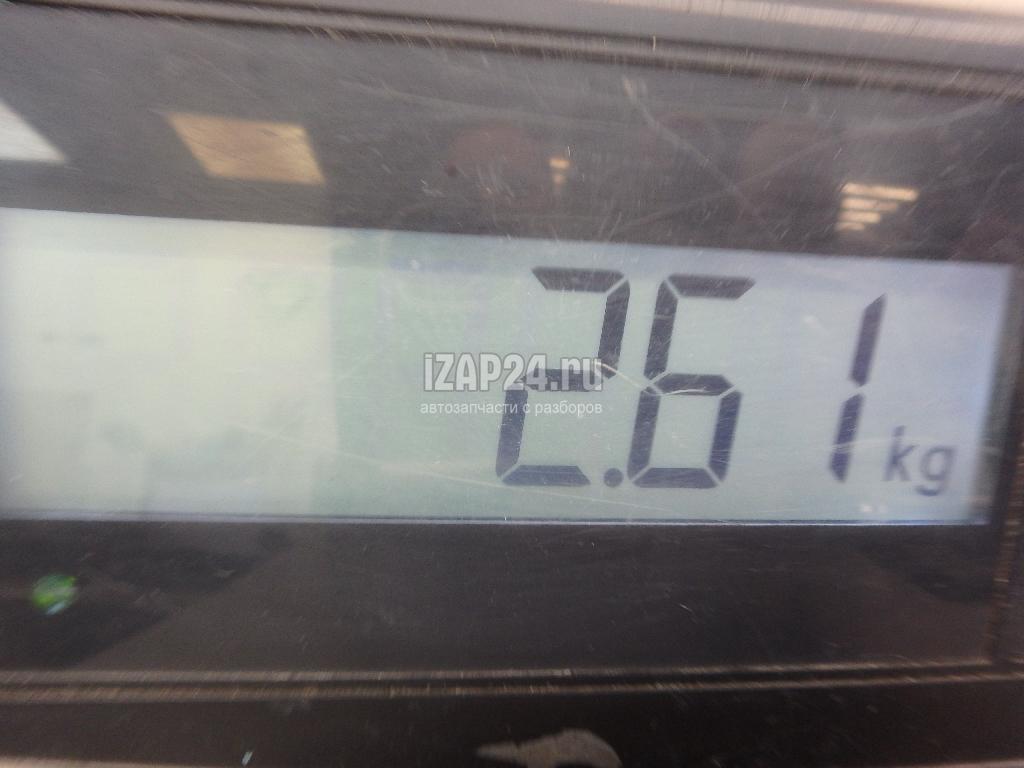 2.61 kg
iZAP24.ru
автозапчасти с разборов